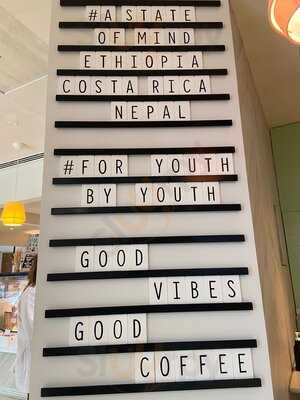 #A STATE
OF MIND
ETHIOPIA
COSTA RICA
NEPAL
#FOR YOUTH
BY YOUTH
GOOD
VIBES
GOOD
COFFEE